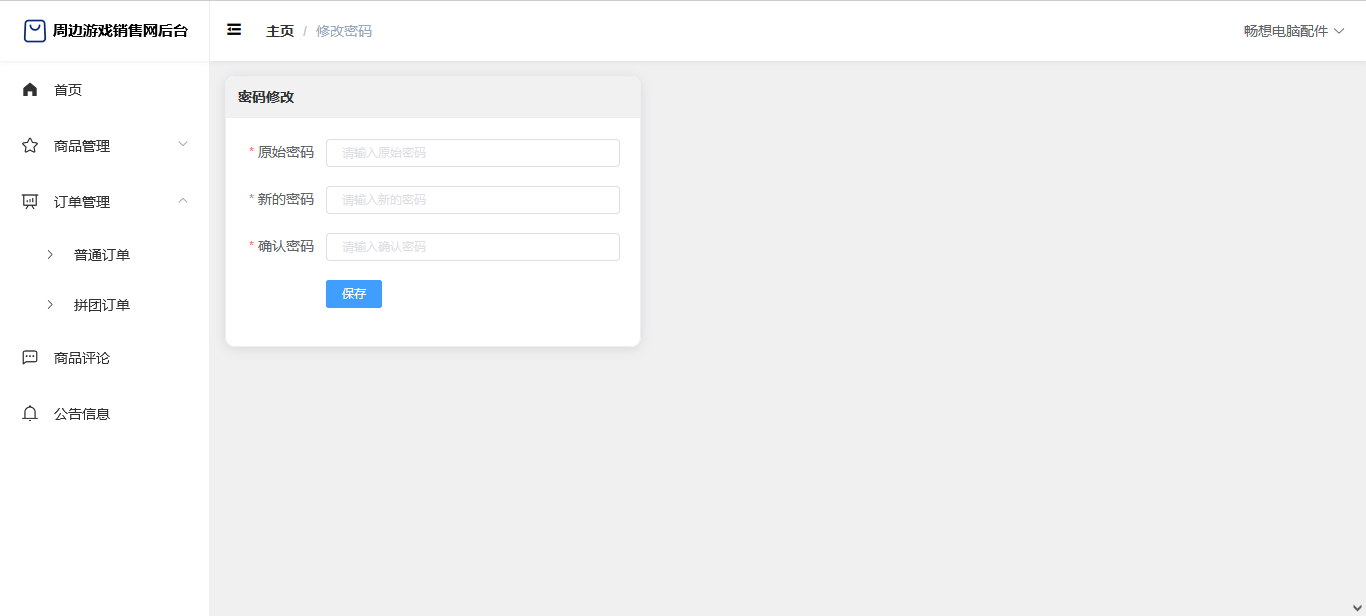 周边游戏销售网后台
主页 / 修改密码
畅想电脑配件
首页
商品管理
订单管理
普通订单
拼团订单
商品评论
公告信息
密码修改
* 原始密码 请输入原始密码
* 新的密码 请输入新的密码
* 确认密码 请输入确认密码
保存